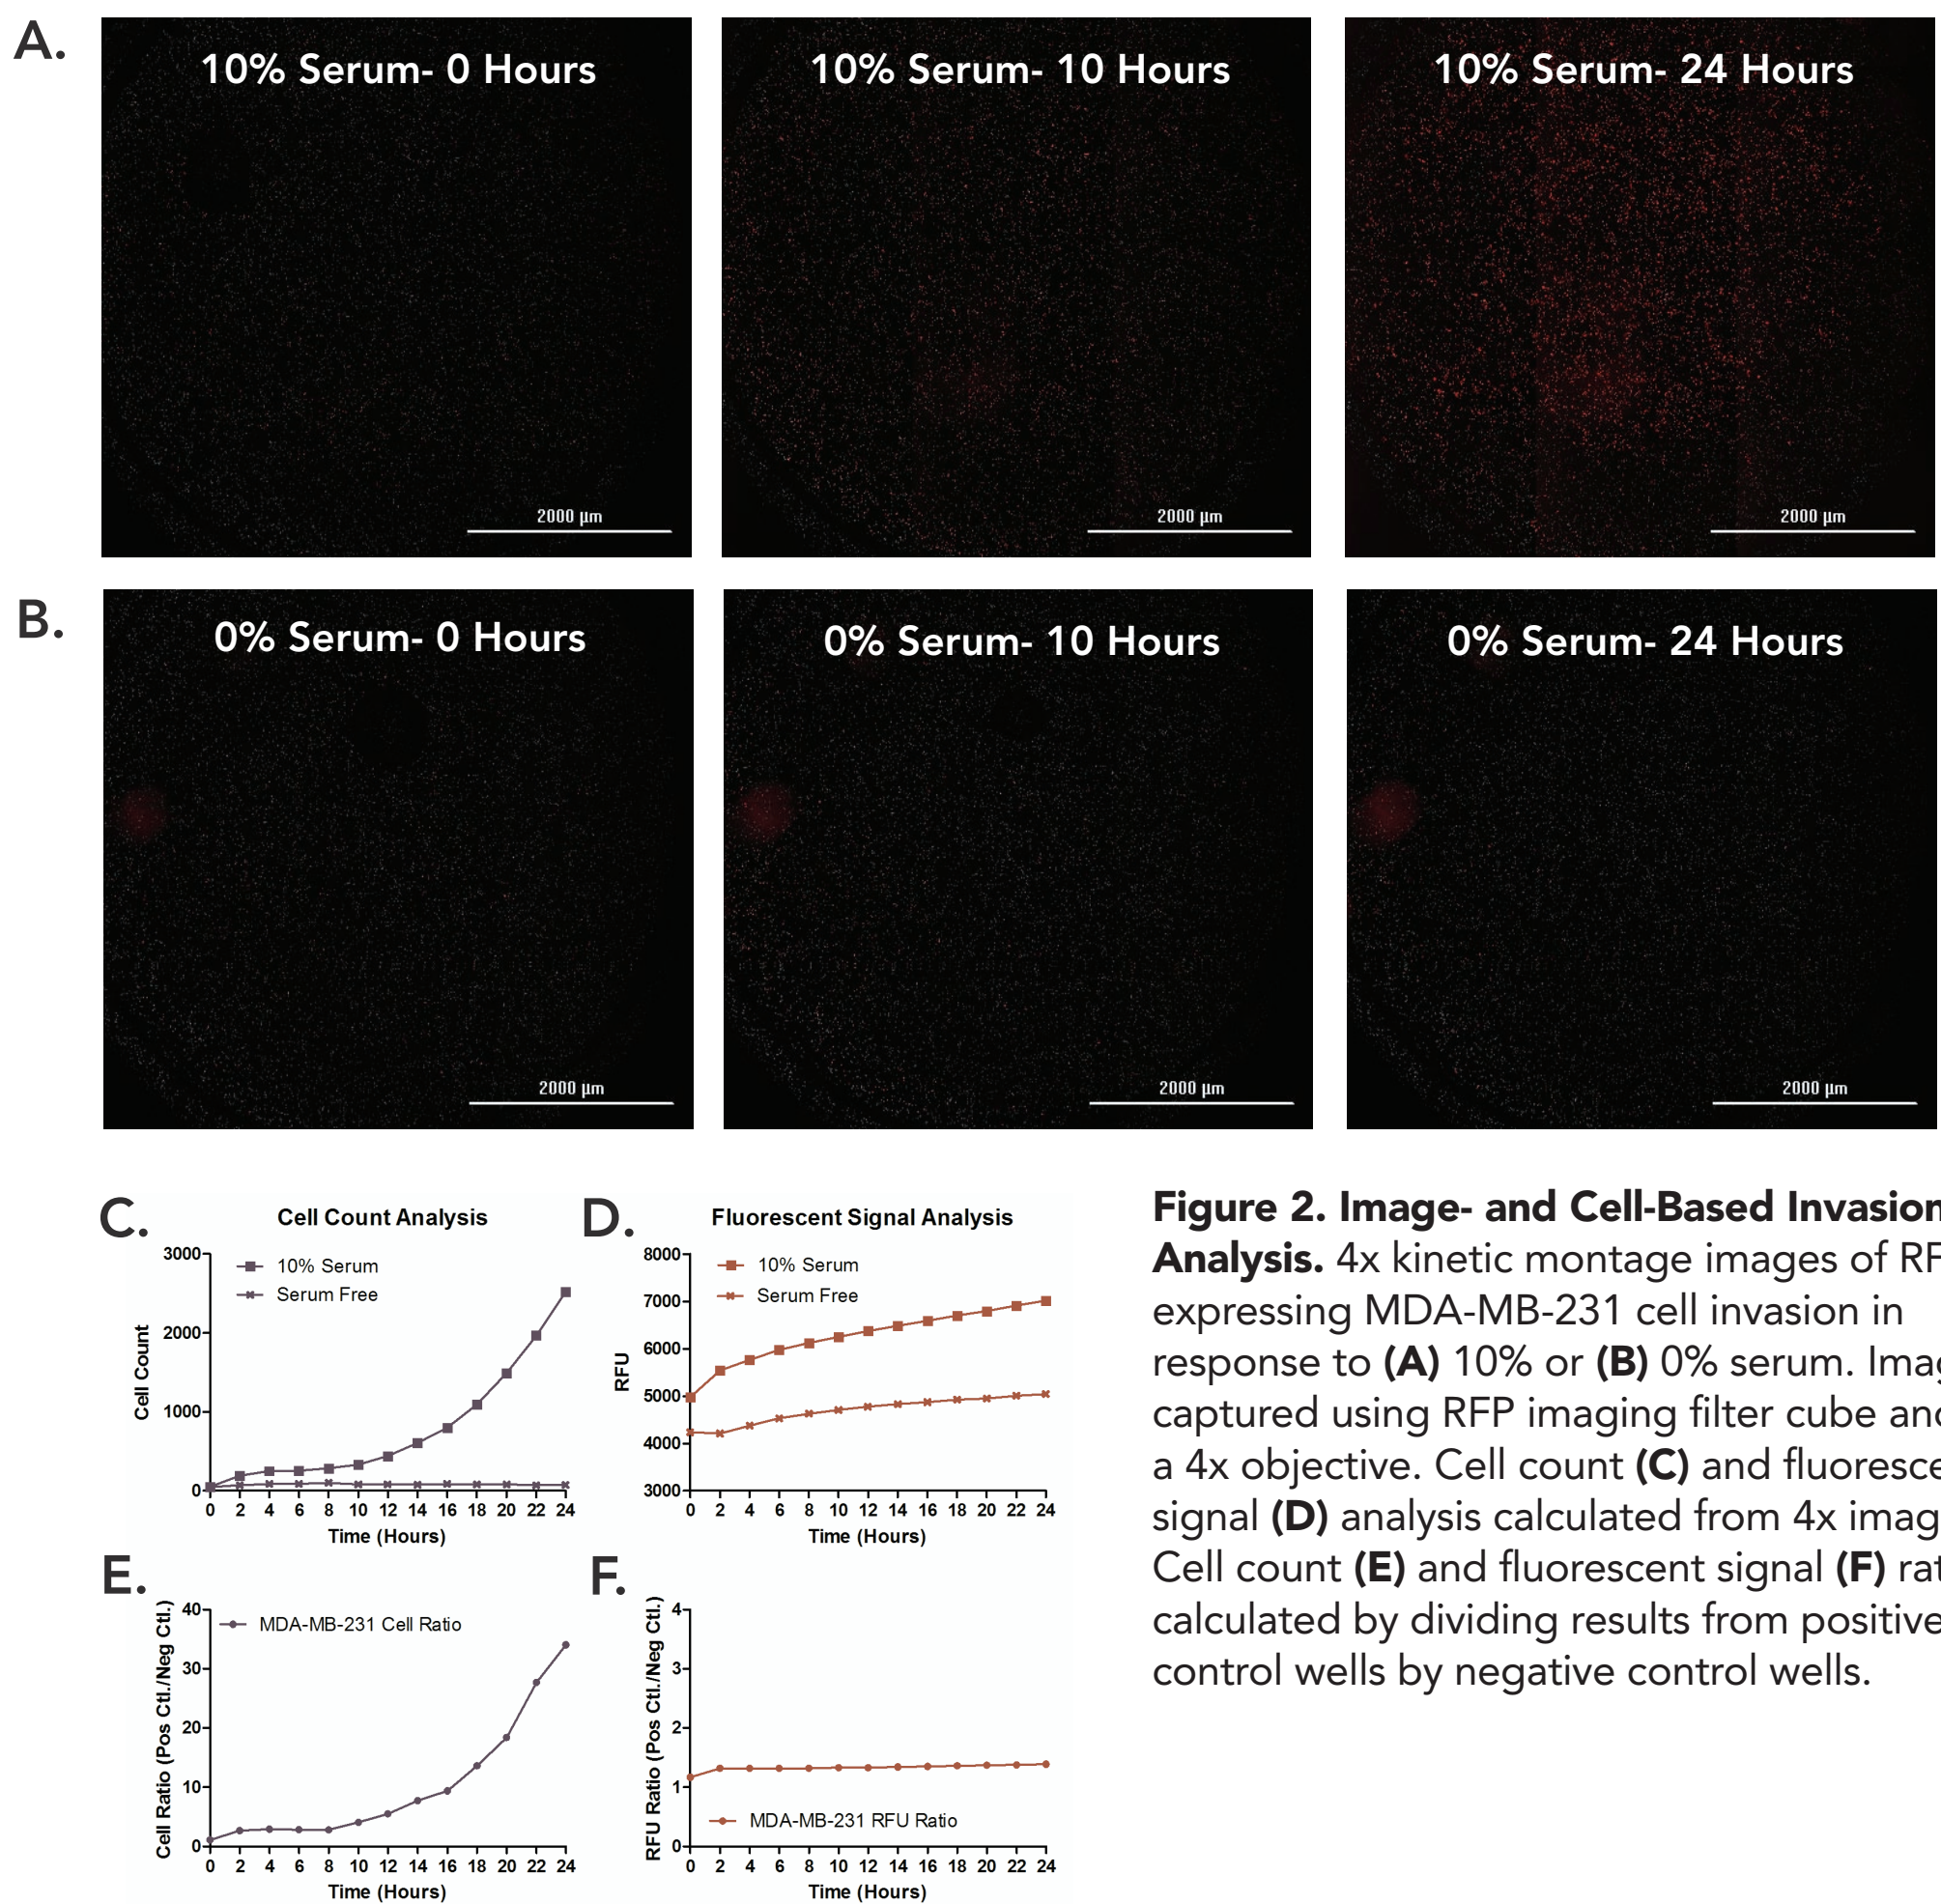 A.
10% Serum- 0 Hours
10% Serum- 10 Hours
10% Serum- 24 Hours
2000 µm
2000 µm
2000 µm
B.
0% Serum- 0 Hours
0% Serum- 10 Hours
0% Serum- 24 Hours
2000 µm
2000 µm
2000 µm
C.
Cell Count Analysis
3000
2000
1000
0
Cell Count
10% Serum
Serum Free
0 2 4 6 8 10 12 14 16 18 20 22 24
Time (Hours)
D.
Fluorescent Signal Analysis
8000
7000
6000
5000
4000
3000
RFU
10% Serum
Serum Free
0 2 4 6 8 10 12 14 16 18 20 22 24
Time (Hours)
E.
40
30
20
10
0
Cell Ratio (Pos Ctl./Neg Ctl.)
MDA-MB-231 Cell Ratio
0 2 4 6 8 10 12 14 16 18 20 22 24
Time (Hours)
F.
4
3
2
1
0
RFU Ratio (Pos Ctl./Neg Ctl.)
MDA-MB-231 RFU Ratio
0 2 4 6 8 10 12 14 16 18 20 22 24
Time (Hours)
Figure 2. Image- and Cell-Based Invasion
Analysis. 4x kinetic montage images of
expressing MDA-MB-231 cell invasion in
response to (A) 10% or (B) 0% serum.
captured using RFP imaging filter cube and
a 4x objective. Cell count (C) and
signal (D) analysis calculated from 4x
Cell count (E) and fluorescent signal (F)
calculated by dividing results from positive
control wells by negative control wells.